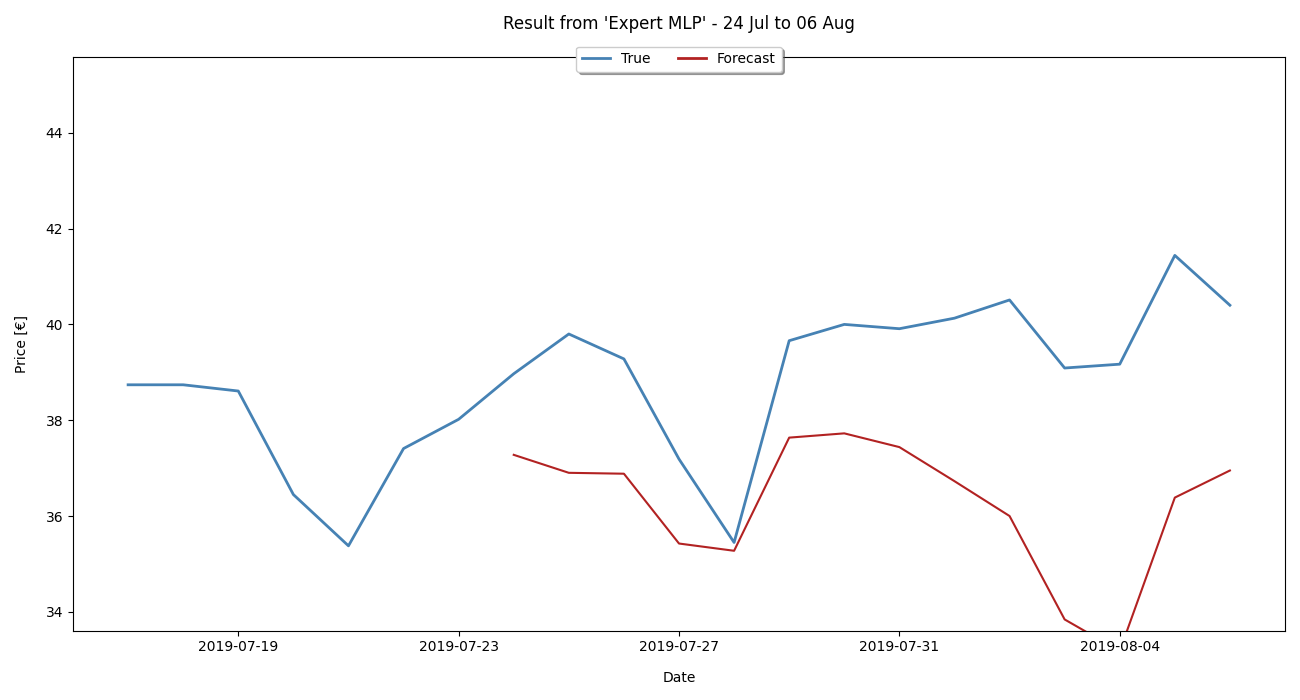 Result from 'Expert MLP' - 24 Jul to 06 Aug
True Forecast
44
42
40
38
36
34
Price [€]
2019-07-19 2019-07-23 2019-07-27 2019-07-31 2019-08-04
Date